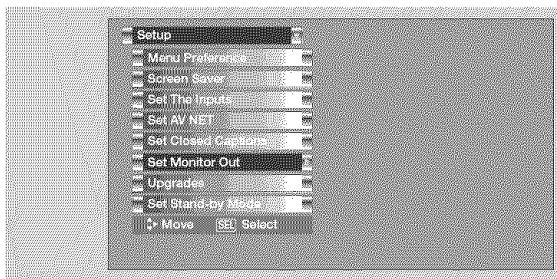 Setup
Menu Preference
Screen Saver
Set The Inputs
Set AV NET
Set Closed Captions
Set Monitor Out
Upgrades
Set Stand-by Mode
Move SEL Select